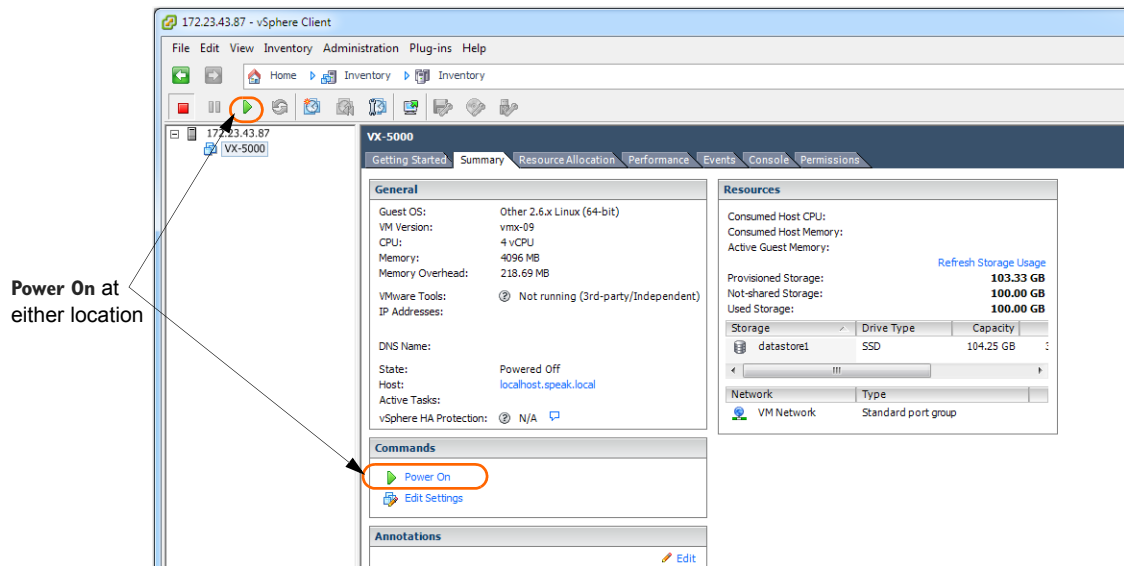 172.23.43.87 - vSphere Client
File Edit View Inventory Administration Plug-ins Help
Home Inventory Inventory
172.23.43.87
VX-5000
Power On at
either location
VX-5000
Getting Started Summary Resource Allocation Performance Events Console Permissions
General
Guest OS: Other 2.6.x Linux (64-bit)
VM Version: vmx-09
CPU: 4 vCPU
Memory: 4096 MB
Memory Overhead: 218.69 MB
VMware Tools: Not running (3rd-party/Independent)
IP Addresses:
DNS Name:
State: Powered Off
Host: localhost.speak.local
Active Tasks:
vSphere HA Protection: N/A
Commands
Power On
Edit Settings
Annotations
Edit
Resources
Consumed Host CPU:
Consumed Host Memory:
Active Guest Memory:
Refresh Storage Usage
Provisioned Storage: 103.33 GB
Not-shared Storage: 100.00 GB
Used Storage: 100.00 GB
Storage Drive Type Capacity
datastore1 SSD 104.25 GB
Network Type
VM Network Standard port group